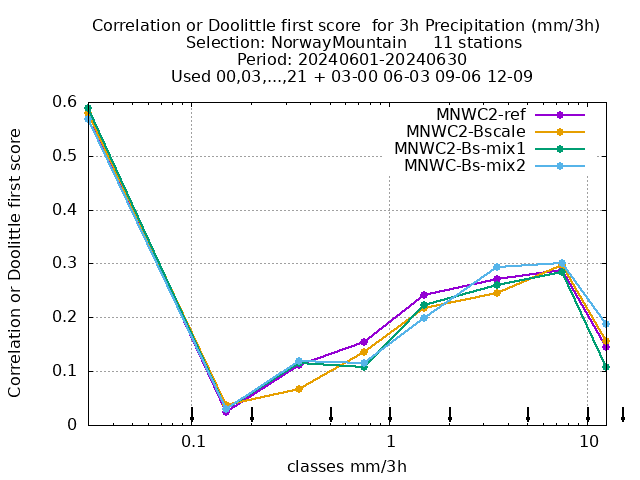 Correlation or Doolittle first score  for 3h Precipitation (mm/3h)
Selection: NorwayMountain     11 stations
Period: 20240601-20240630
Used 00,03,...,21 + 03-00 06-03 09-06 12-09
MNWC2-ref
MNWC2-Bscale
MNWC2-Bs-mix1
MNWC-Bs-mix2
Correlation or Doolittle first score
0.6
0.5
0.4
0.3
0.2
0.1
0
0.1 1 10
classes mm/3h